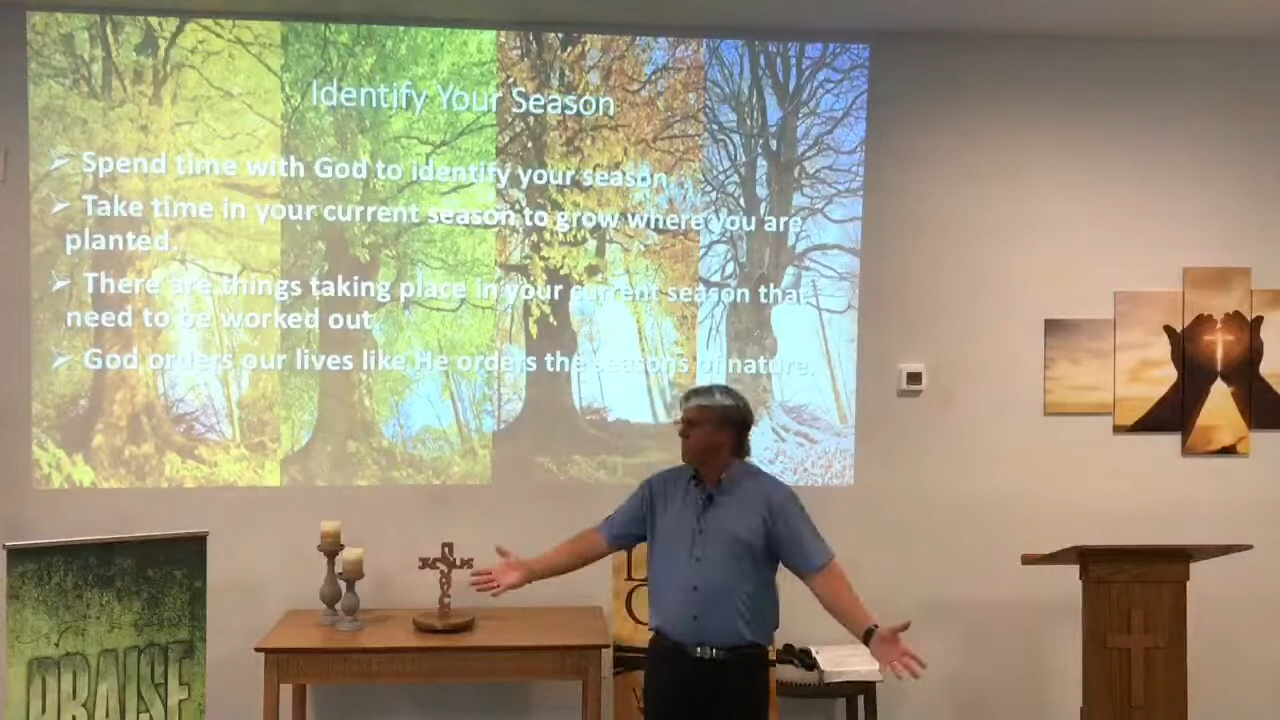 Identify Your Season
➢ Spend time with God to identify your season.
➢ Take time in your current season to grow where you are
planted.
➢ There are things taking place in your current season that
need to be worked out.
➢ God orders our lives like He orders the seasons of nature.
JESUS
PRAISE